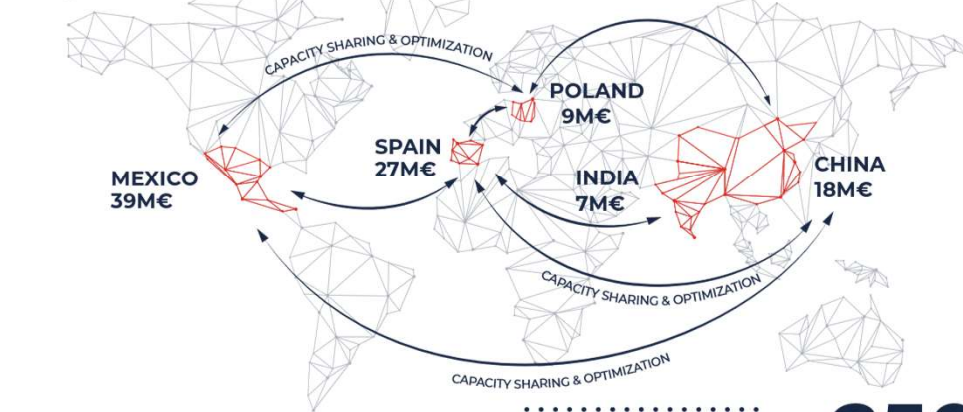 CAPACITY SHARING & OPTIMIZATION
POLAND
9M€
SPAIN
27M€
MEXICO
39M€
INDIA
7M€
CHINA
18M€
CAPACITY SHARING & OPTIMIZATION
CAPACITY SHARING & OPTIMIZATION